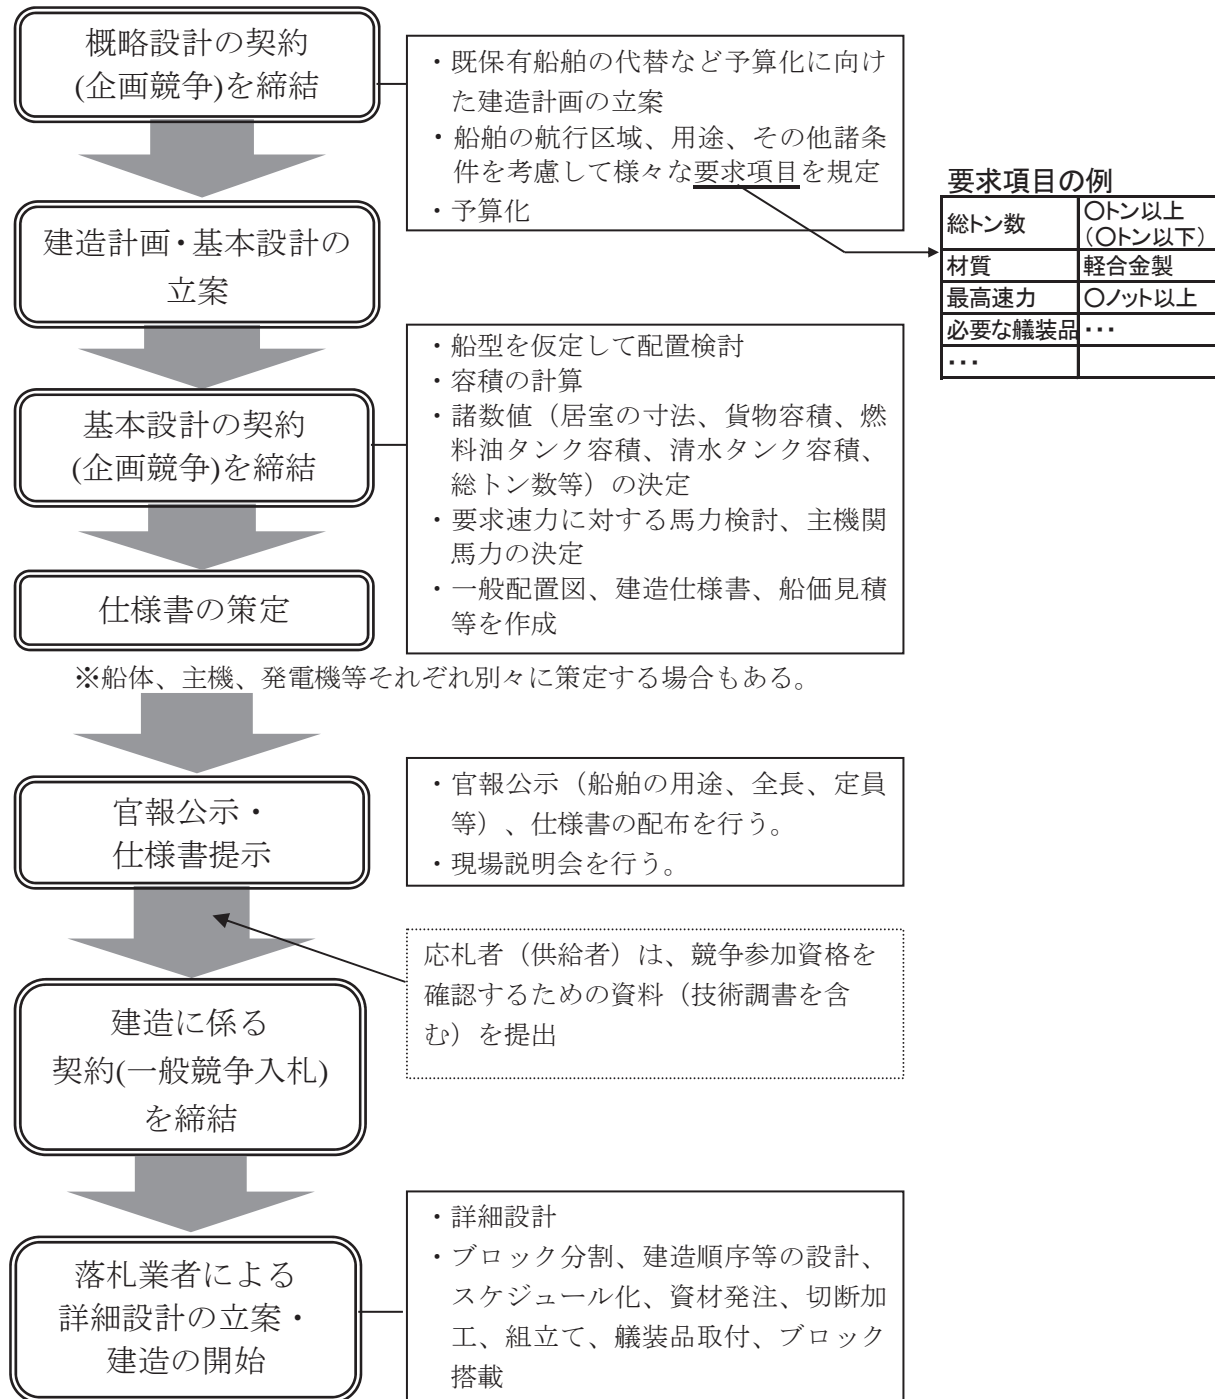 概略設計の契約
(企画競争)を締結
・既保有船舶の代替など予算化に向け
た建造計画の立案
・船舶の航行区域、用途、その他諸条
件を考慮して様々な要求項目を規定
・予算化
要求項目の例
総トン数 〇トン以上
（〇トン以下）
材質 軽合金製
最高速力 〇ノット以上
必要な艤装品 ・・・
・・・
建造計画・基本設計の
立案
・船型を仮定して配置検討
・容積の計算
・諸数値（居室の寸法、貨物容積、燃
料油タンク容積、清水タンク容積、
総トン数等）の決定
・要求速力に対する馬力検討、主機関
馬力の決定
・一般配置図、建造仕様書、船価見積
等を作成
基本設計の契約
(企画競争)を締結
仕様書の策定
※船体、主機、発電機等それぞれ別々に策定する場合もある。
官報公示・
仕様書提示
・官報公示（船舶の用途、全長、定員
等）、仕様書の配布を行う。
・現場説明会を行う。
応札者（供給者）は、競争参加資格を
確認するための資料（技術調書を含
む）を提出
建造に係る
契約(一般競争入札)
を締結
落札業者による
詳細設計の立案・
建造の開始
・詳細設計
・ブロック分割、建造順序等の設計、
スケジュール化、資材発注、切断加
工、組立て、艤装品取付、ブロック
搭載